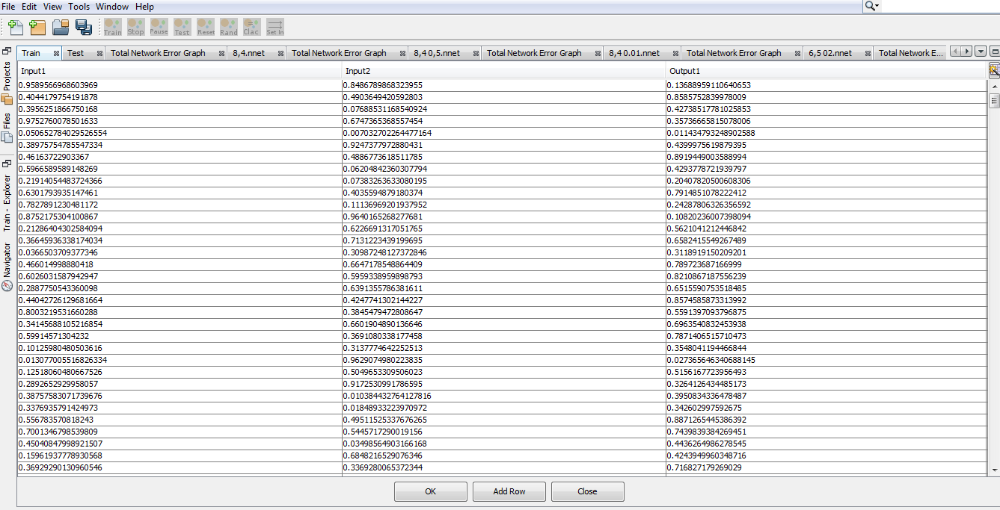 File Edit View Tools Window Help
Train Stop Pause Test Reset Rand Clac Set In
Projects
Files
Train - Explorer
Navigator
Train Test Total Network Error Graph 8,4.nnet Total Network Error Graph 8,4 0,5.nnet Total Network Error Graph 8,4 0.01.nnet Total Network Error Graph 6,5 02.nnet Total Network E...
Input1 Input2 Output1
0.9589566968603969 0.8486789868323955 0.13688959110640653
0.4044179754191878 0.4903649420592803 0.8585752839978009
0.3956251866750168 0.07688531168540924 0.42738517781025853
0.9752760078501633 0.6747365368557454 0.35736665815078006
0.050652784029526554 0.007032702264477164 0.011434793248902588
0.38975754785547334 0.9247377972880431 0.4399975619879395
0.46163722903367 0.4886773618511785 0.8919449003588994
0.5966589589148269 0.06204842360307794 0.4293778721939797
0.21914054483724366 0.07383263633080195 0.20407820500608306
0.6301793935147461 0.4035594879180374 0.7914851078222412
0.7827891230481172 0.11136969201937952 0.24287806326356592
0.8752175304100867 0.9640165268277681 0.10820236007398094
0.21286404302584094 0.6226691317051765 0.5621041212446842
0.36645936338174034 0.7131223439199695 0.6582415549267489
0.0366503709377346 0.30987248127372846 0.3118919150209201
0.466014998880418 0.6647178548864409 0.789723687166999
0.6026031587942947 0.5959338959898793 0.8210867187556239
0.2887750543360098 0.6391355786381611 0.6515590753518485
0.44042726129681664 0.4247741302144227 0.8574585873313992
0.8003219531660288 0.3845479472808647 0.5591397093796875
0.34145688105216854 0.6601904890136646 0.6963540832453938
0.59914571304232 0.3691080338177458 0.7871406515710473
0.10125980480503616 0.3137774642252513 0.3548041194466844
0.013077005516826334 0.9629074980223835 0.027365646340688145
0.12518060480667526 0.5049653309506023 0.5156167723956493
0.2892652929958057 0.9172530991786595 0.3264126434485173
0.38757583071739676 0.010384432764127816 0.3950834336478487
0.3376935791424973 0.01848933223970972 0.342602997592675
0.556783570818243 0.49511525337676265 0.8871265445386392
0.7001346798539809 0.5445717290019156 0.7439839384269451
0.45040847998921507 0.03498564903166168 0.4436264986278545
0.15961937778930568 0.6848216529076346 0.4243949960348716
0.36929290130960546 0.3369280065372344 0.716827179269029
OK Add Row Close